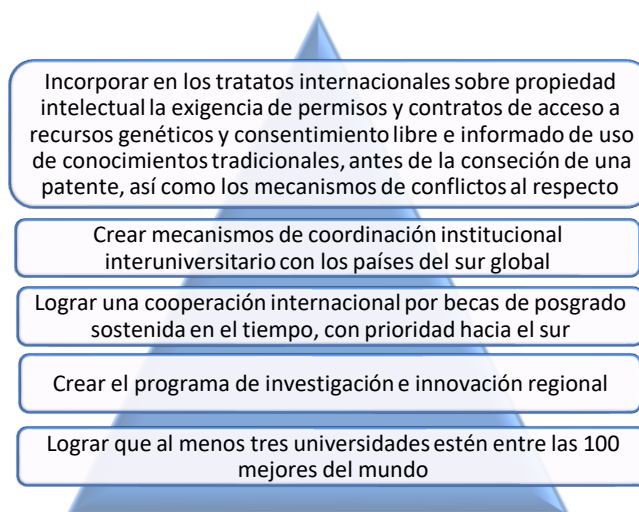 Incorporar en los tratatos internacionales sobre propiedad
intelectual la exigencia de permisos y contratos de acceso a
recursos genéticos y consentimiento libre e informado de uso
de conocimientos tradicionales, antes de la conseción de una
patente, así como los mecanismos de conflictos al respecto
Crear mecanismos de coordinación institucional
interuniversitario con los países del sur global
Lograr una cooperación internacional por becas de posgrado
sostenida en el tiempo, con prioridad hacia el sur
Crear el programa de investigación e innovación regional
Lograr que al menos tres universidades estén entre las 100
mejores del mundo